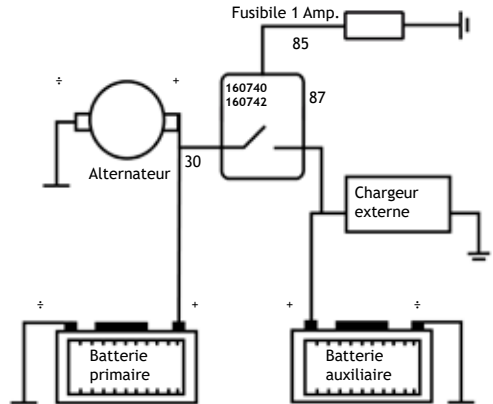 Fusibile 1 Amp.
85
÷
+
160740
160742
87
30
Alternateur
Chargeur
externe
÷
+
+
÷
Batterie
primaire
Batterie
auxiliaire